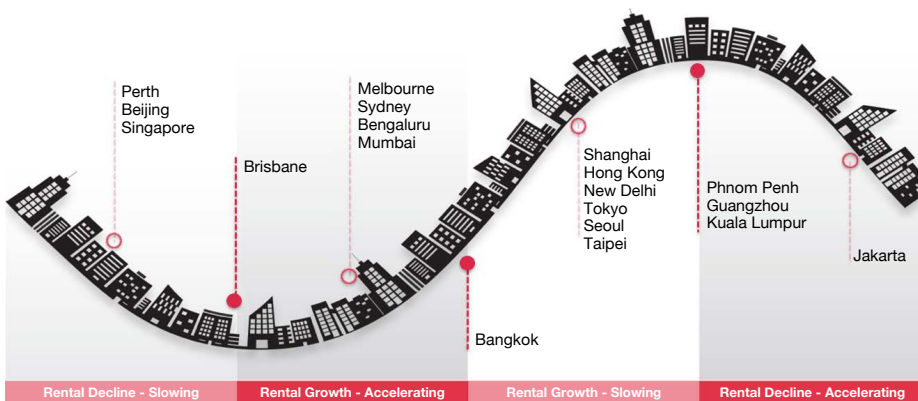 Perth
Beijing
Singapore
Brisbane
Melbourne
Sydney
Bengaluru
Mumbai
Bangkok
Shanghai
Hong Kong
New Delhi
Tokyo
Seoul
Taipei
Phnom Penh
Guangzhou
Kuala Lumpur
Jakarta
Rental Decline - Slowing
Rental Growth - Accelerating
Rental Growth - Slowing
Rental Decline - Accelerating